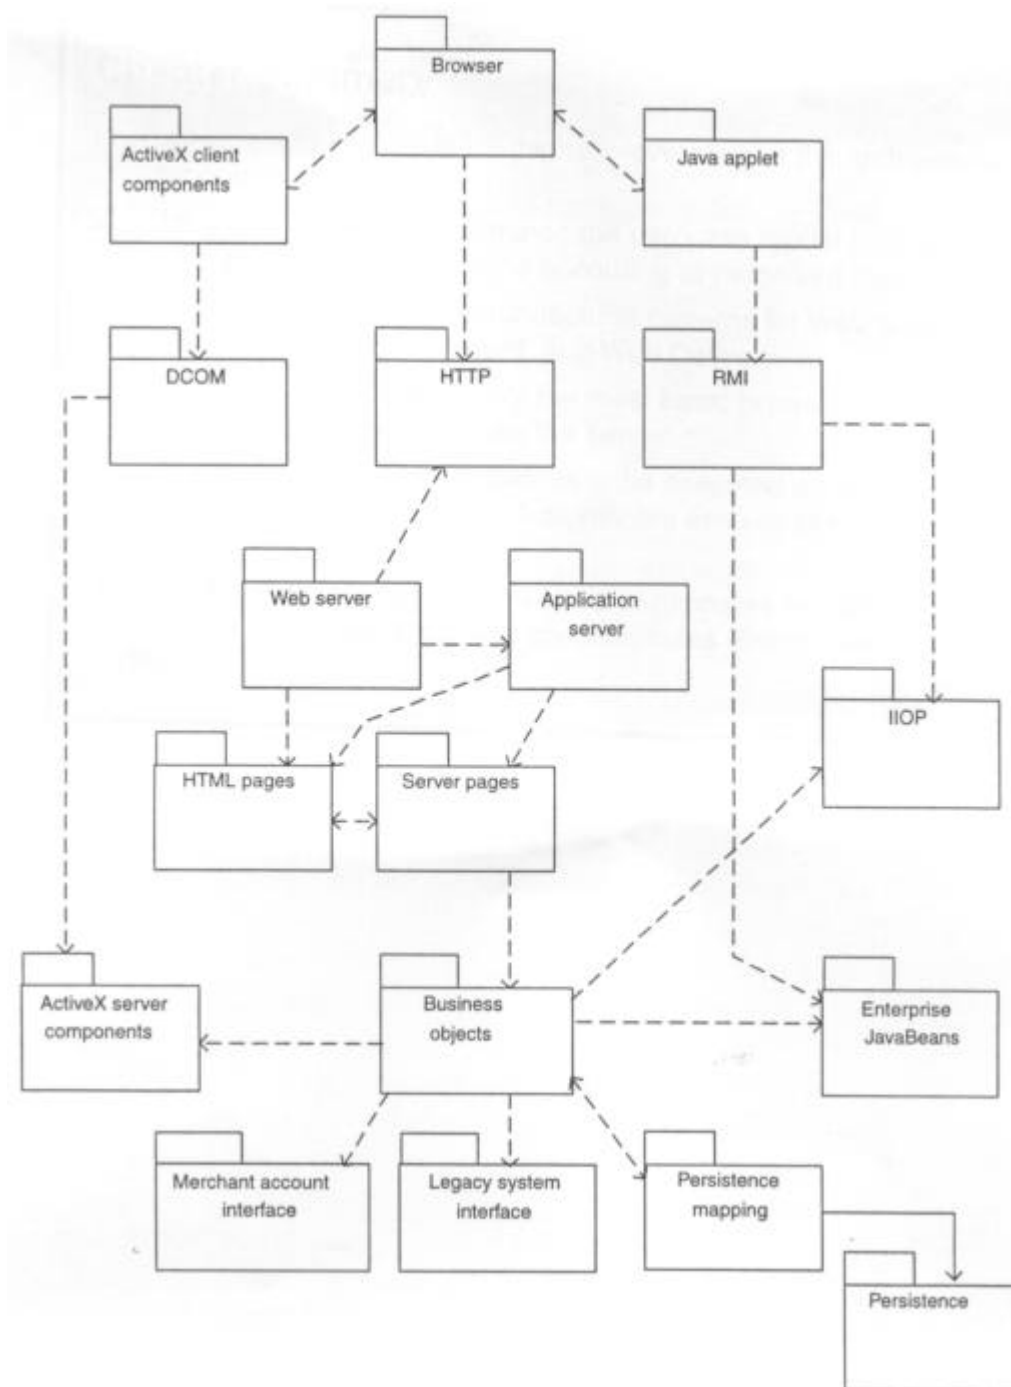 Browser
ActiveX client
components
Java applet
DCOM
HTTP
RMI
Web server
Application
server
IIOP
HTML pages
Server pages
ActiveX server
components
Business
objects
Enterprise
JavaBeans
Merchant account
interface
Legacy system
interface
Persistence
mapping
Persistence